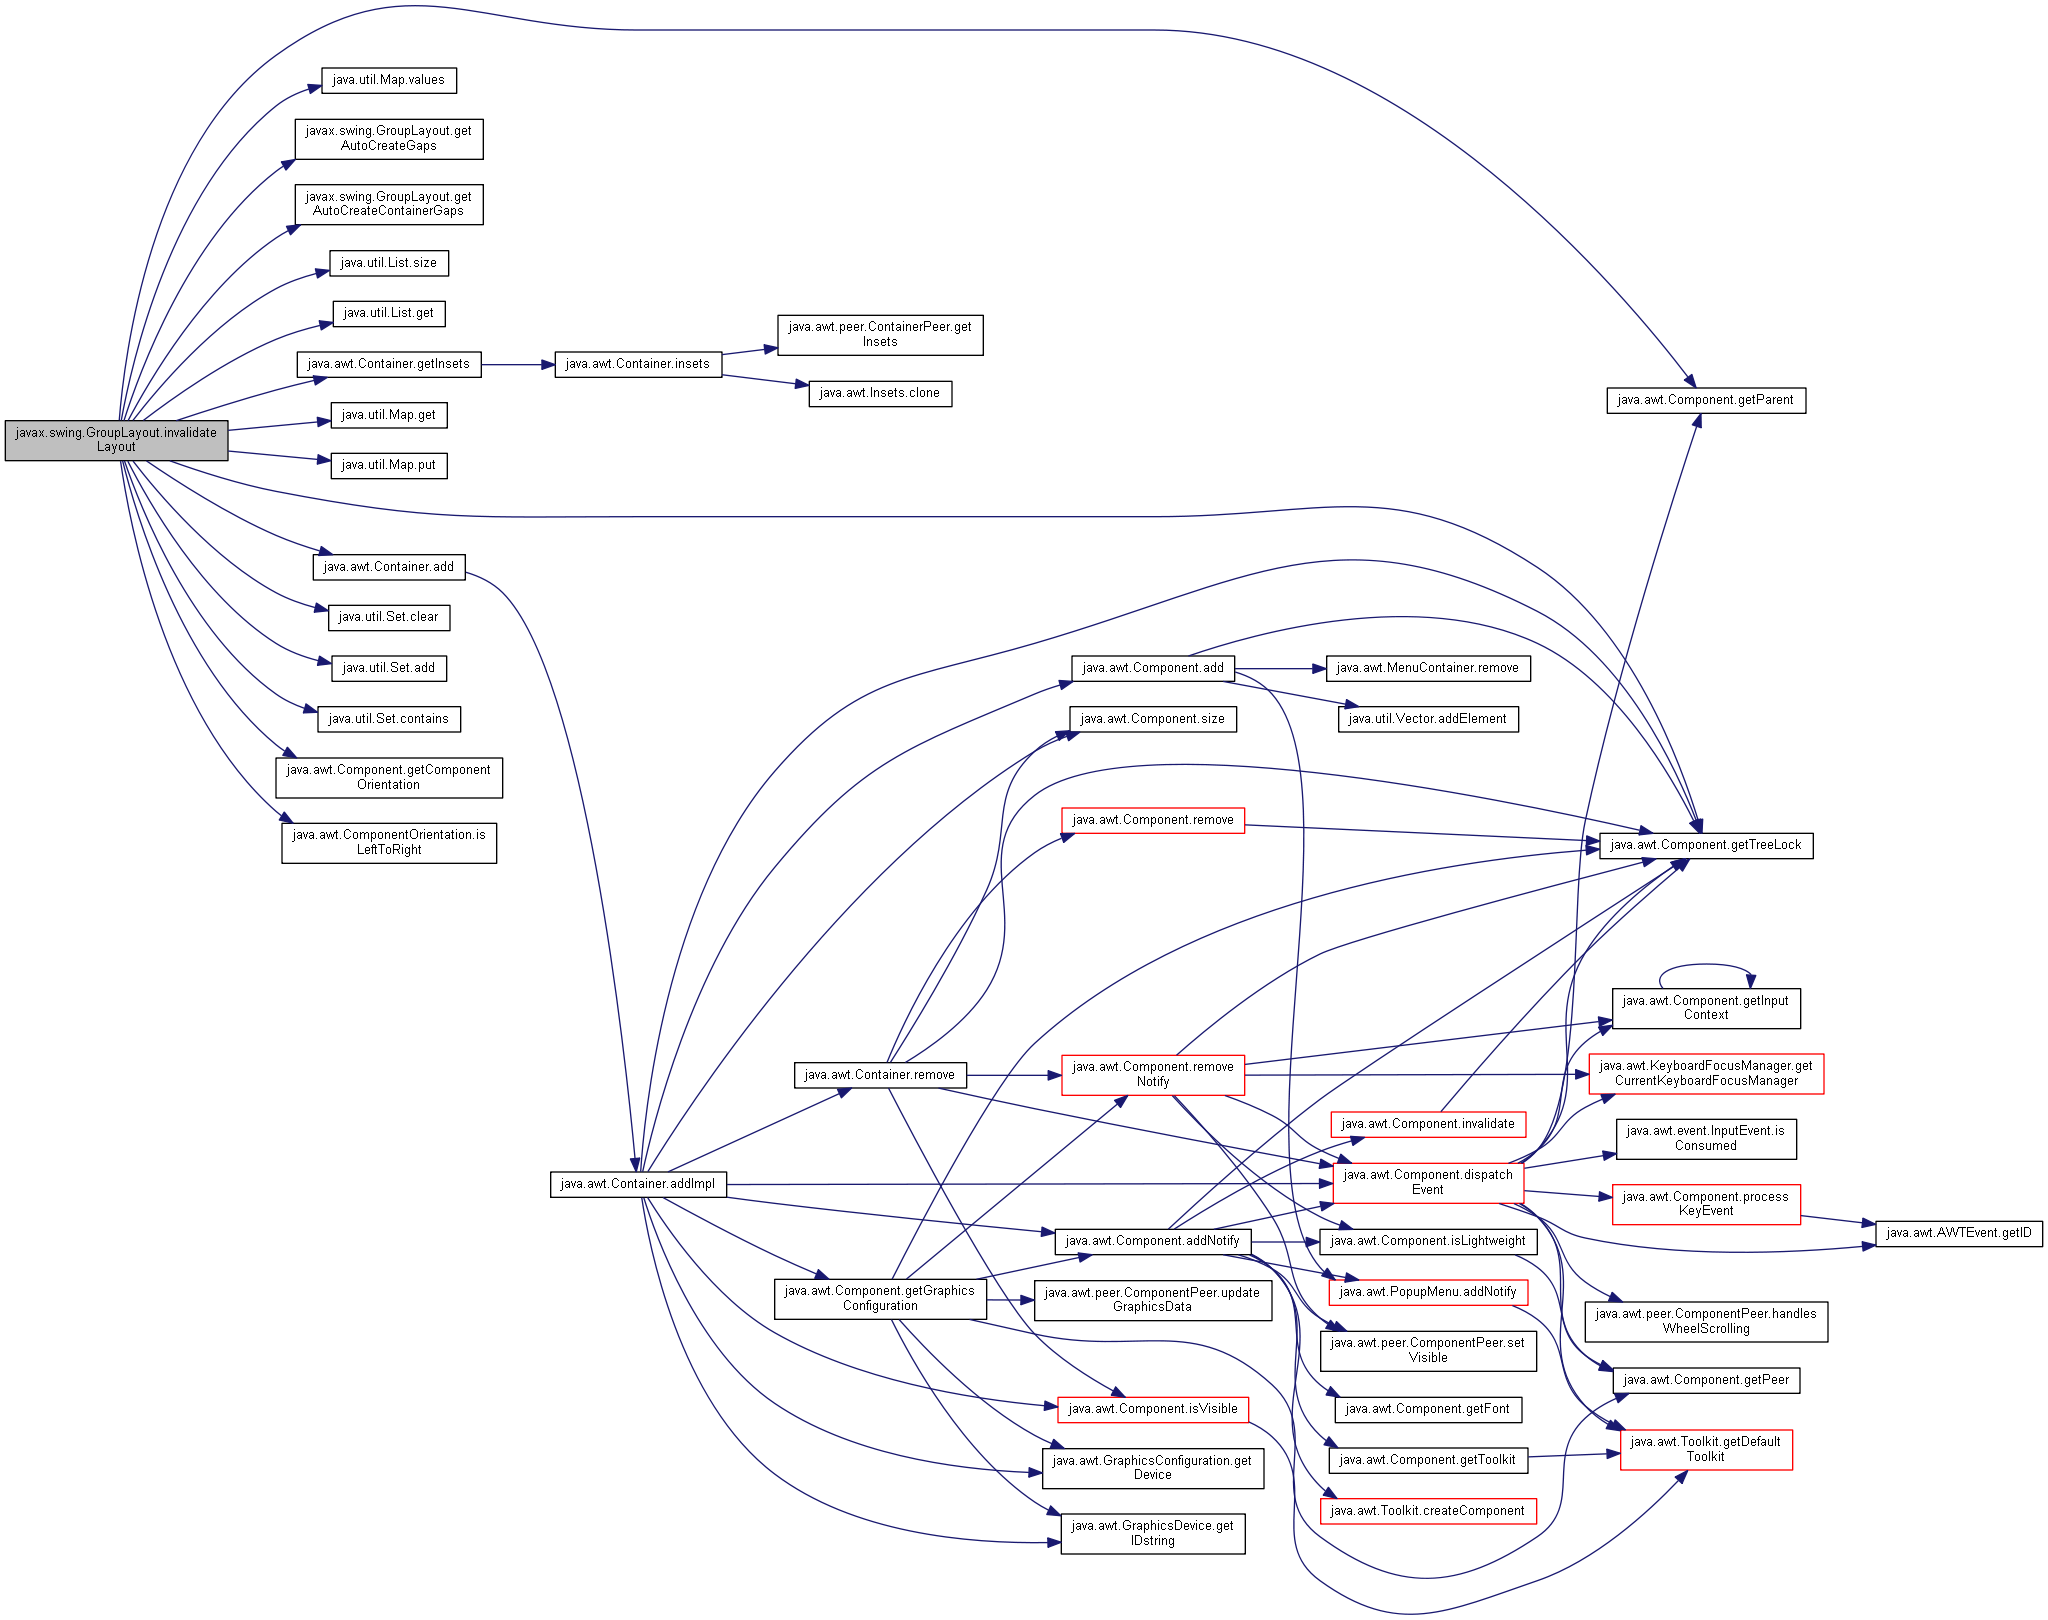 java.util.Map.values
javax.swing.GroupLayout.get
AutoCreateGaps
javax.swing.GroupLayout.get
AutoCreateContainerGaps
java.util.List.size
java.util.List.get
java.awt.Container.getInsets
java.awt.Container.insets
java.awt.peer.ContainerPeer.get
Insets
java.awt.Insets.clone
java.awt.Component.getParent
javax.swing.GroupLayout.invalidate
Layout
java.util.Map.get
java.util.Map.put
java.awt.Container.add
java.util.Set.clear
java.util.Set.add
java.util.Set.contains
java.awt.Component.getComponent
Orientation
java.awt.ComponentOrientation.is
LeftToRight
java.awt.Component.add
java.awt.MenuContainer.remove
java.awt.Component.size
java.util.Vector.addElement
java.awt.Component.remove
java.awt.Component.getTreeLock
java.awt.Component.getInput
Context
java.awt.Container.remove
java.awt.Component.remove
Notify
java.awt.KeyboardFocusManager.get
CurrentKeyboardFocusManager
java.awt.Component.invalidate
java.awt.event.InputEvent.is
Consumed
java.awt.Container.addImpl
java.awt.Component.dispatch
Event
java.awt.Component.process
KeyEvent
java.awt.AWTEvent.getID
java.awt.Component.addNotify
java.awt.Component.isLightweight
java.awt.Component.getGraphics
Configuration
java.awt.peer.ComponentPeer.update
GraphicsData
java.awt.PopupMenu.addNotify
java.awt.peer.ComponentPeer.handles
WheelScrolling
java.awt.peer.ComponentPeer.set
Visible
java.awt.Component.getPeer
java.awt.Component.isVisible
java.awt.Component.getFont
java.awt.GraphicsConfiguration.get
Device
java.awt.Component.getToolkit
java.awt.Toolkit.getDefault
Toolkit
java.awt.Toolkit.createComponent
java.awt.GraphicsDevice.get
IDstring